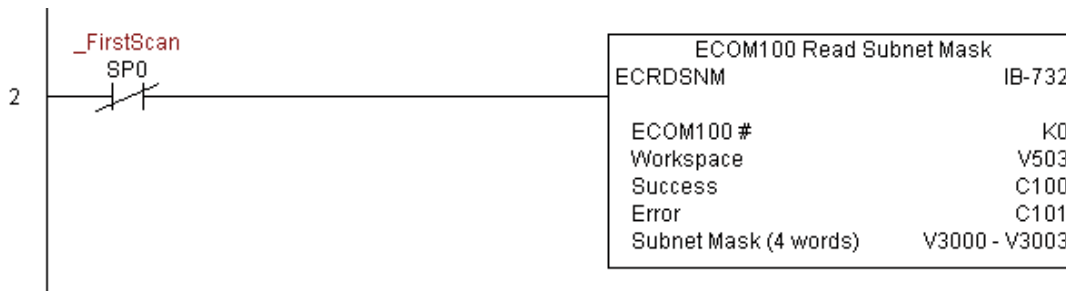 _FirstScan
SP0
2
ECOM100 Read Subnet Mask
ECRDSNM IB-732
ECOM100 # K0
Workspace V503
Success C100
Error C101
Subnet Mask (4 words) V3000 - V3003